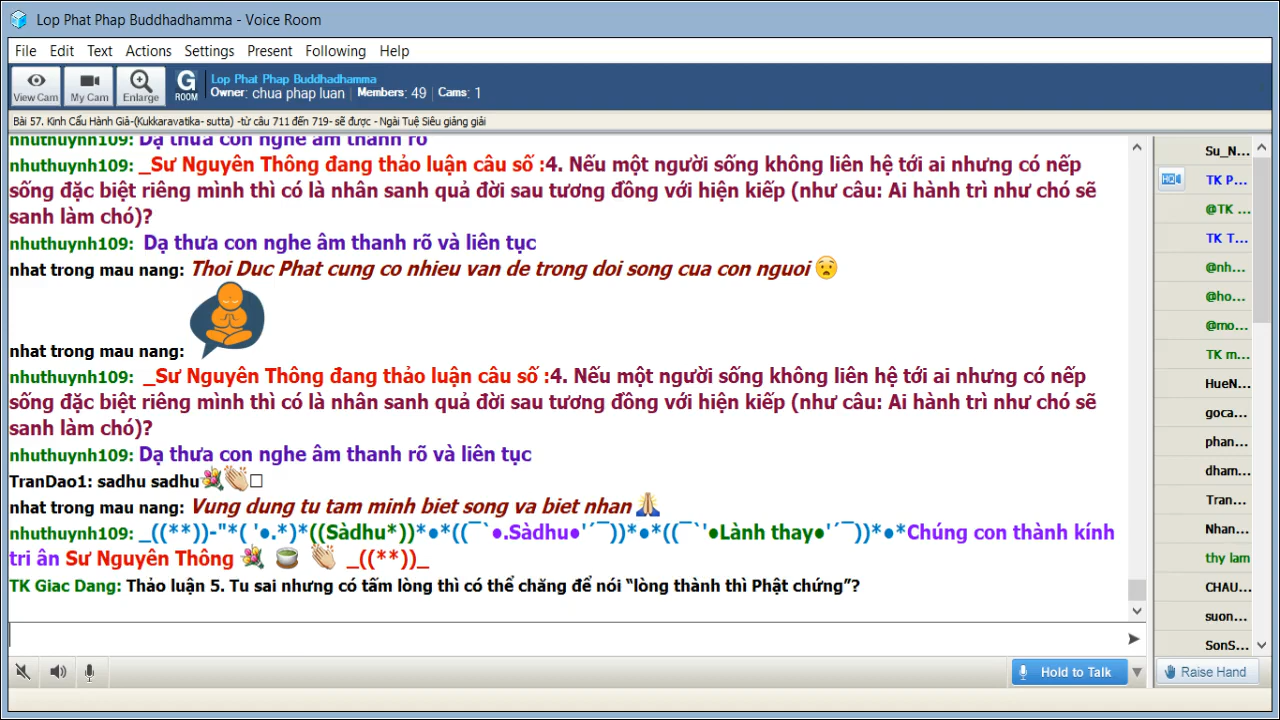 Lop Phat Phap Buddhadhamma - Voice Room
File Edit Text Actions Settings Present Following Help
View Cam My Cam Enlarge G ROOM
Lop Phat Phap Buddhadhamma
Owner: chua phap luan Members: 49 Cams: 1
Bài 57. Kinh Cẩu Hành Giả-(Kukkaravatika- sutta) -từ câu 711 đến 719- sẽ được - Ngài Tuệ Siêu giảng giải
nhuthuynh109: Dạ thưa con nghe âm thanh rõ
nhuthuynh109: _Sư Nguyên Thông đang thảo luận câu số :4. Nếu một người sống không liên hệ tới ai nhưng có nếp
sống đặc biệt riêng mình thì có là nhân sanh quả đời sau tương đồng với hiện kiếp (như câu: Ai hành trì như chó sẽ
sanh làm chó)?
nhuthuynh109: Dạ thưa con nghe âm thanh rõ và liên tục
nhat trong mau nang: Thoi Duc Phat cung co nhieu van de trong doi song cua con nguoi 😧
nhat trong mau nang:
nhuthuynh109: _Sư Nguyên Thông đang thảo luận câu số :4. Nếu một người sống không liên hệ tới ai nhưng có nếp
sống đặc biệt riêng mình thì có là nhân sanh quả đời sau tương đồng với hiện kiếp (như câu: Ai hành trì như chó sẽ
sanh làm chó)?
nhuthuynh109: Dạ thưa con nghe âm thanh rõ và liên tục
TranDao1: sadhu sadhu💐👏🏻□
nhat trong mau nang: Vung dung tu tam minh biet song va biet nhan 🙏
nhuthuynh109: _((**))-"*( '●.*)*((Sàdhu*))*●*((¯`●.Sàdhu●'´¯))*●*((¯`'●Lành thay●'´¯))*●*Chúng con thành kính
tri ân Sư Nguyên Thông 💐 🍵 👏🏻 _((**))_
TK Giac Dang: Thảo luận 5. Tu sai nhưng có tấm lòng thì có thể chăng để nói “lòng thành thì Phật chứng”?
Hold to Talk
Su_N...
HQ TK P...
@TK ...
TK T...
@nh...
@ho...
@mo...
TK m...
HueN...
goca...
phan...
dham...
Tran...
Nhan...
thy lam
CHAU...
suon...
SonS...
Raise Hand